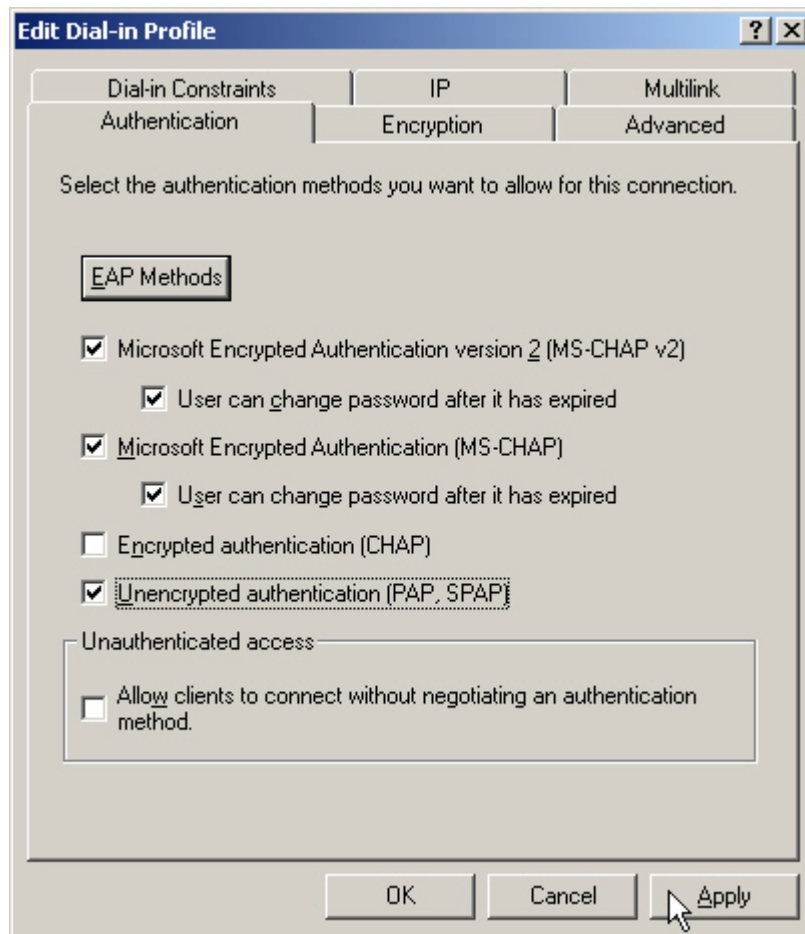 Edit Dial-in Profile
Dial-in Constraints IP Multilink
Authentication Encryption Advanced
Select the authentication methods you want to allow for this connection.
EAP Methods
Microsoft Encrypted Authentication version 2 (MS-CHAP v2)
User can change password after it has expired
Microsoft Encrypted Authentication (MS-CHAP)
User can change password after it has expired
Encrypted authentication (CHAP)
Unencrypted authentication (PAP, SPAP)
Unauthenticated access
Allow clients to connect without negotiating an authentication
method.
OK Cancel Apply